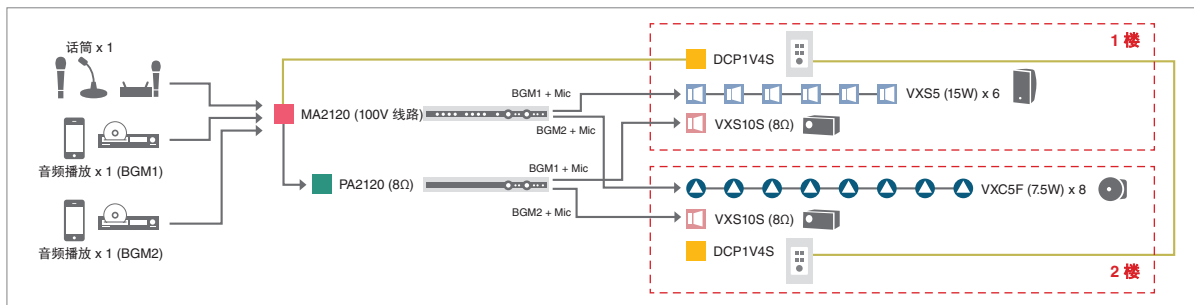 话筒 x 1
音频播放 x 1 (BGM1)
音频播放 x 1 (BGM2)
MA2120 (100V 线路)
PA2120 (8Ω)
BGM1 + Mic
BGM2 + Mic
BGM1 + Mic
BGM2 + Mic
1 楼
DCP1V4S
VXS5 (15W) x 6
VXS10S (8Ω)
VXC5F (7.5W) x 8
VXS10S (8Ω)
DCP1V4S
2 楼